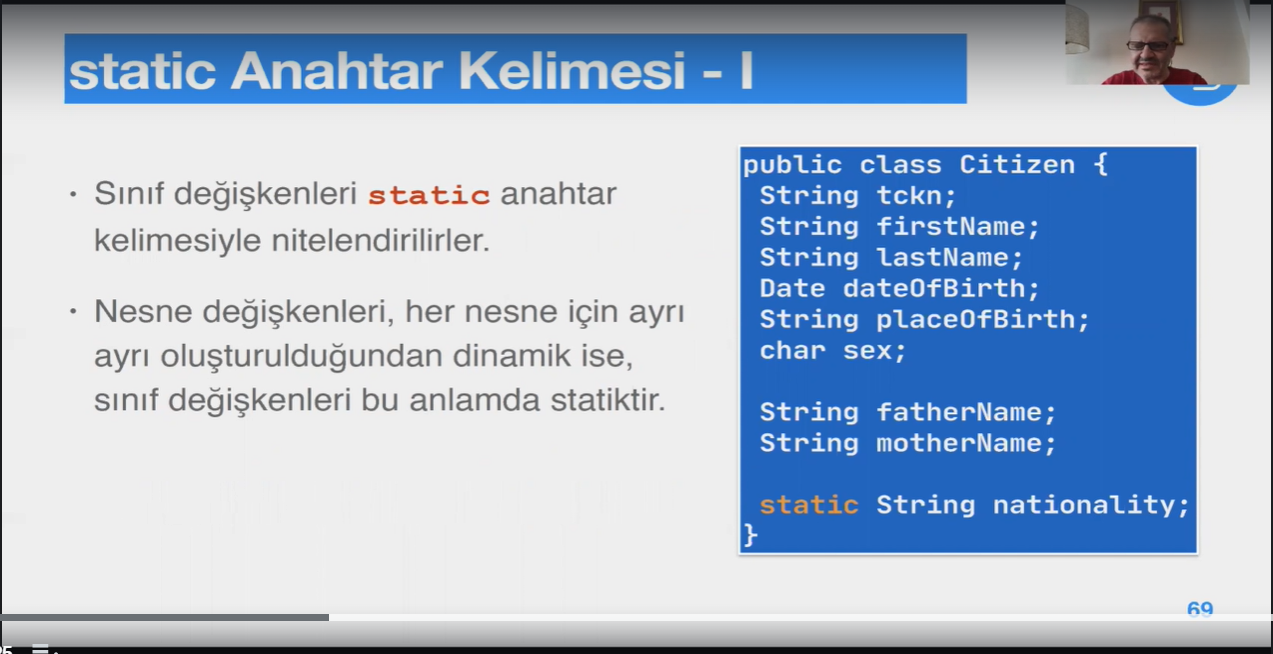 static Anahtar Kelimesi - I
• Sınıf değişkenleri static anahtar
kelimesiyle nitelendirilirler.
• Nesne değişkenleri, her nesne için ayrı
ayrı oluşturulduğundan dinamik ise,
sınıf değişkenleri bu anlamda statiktir.
public class Citizen {
String tckn;
String firstName;
String lastName;
Date dateOfBirth;
String placeOfBirth;
char sex;
String fatherName;
String motherName;
static String nationality;
}
69